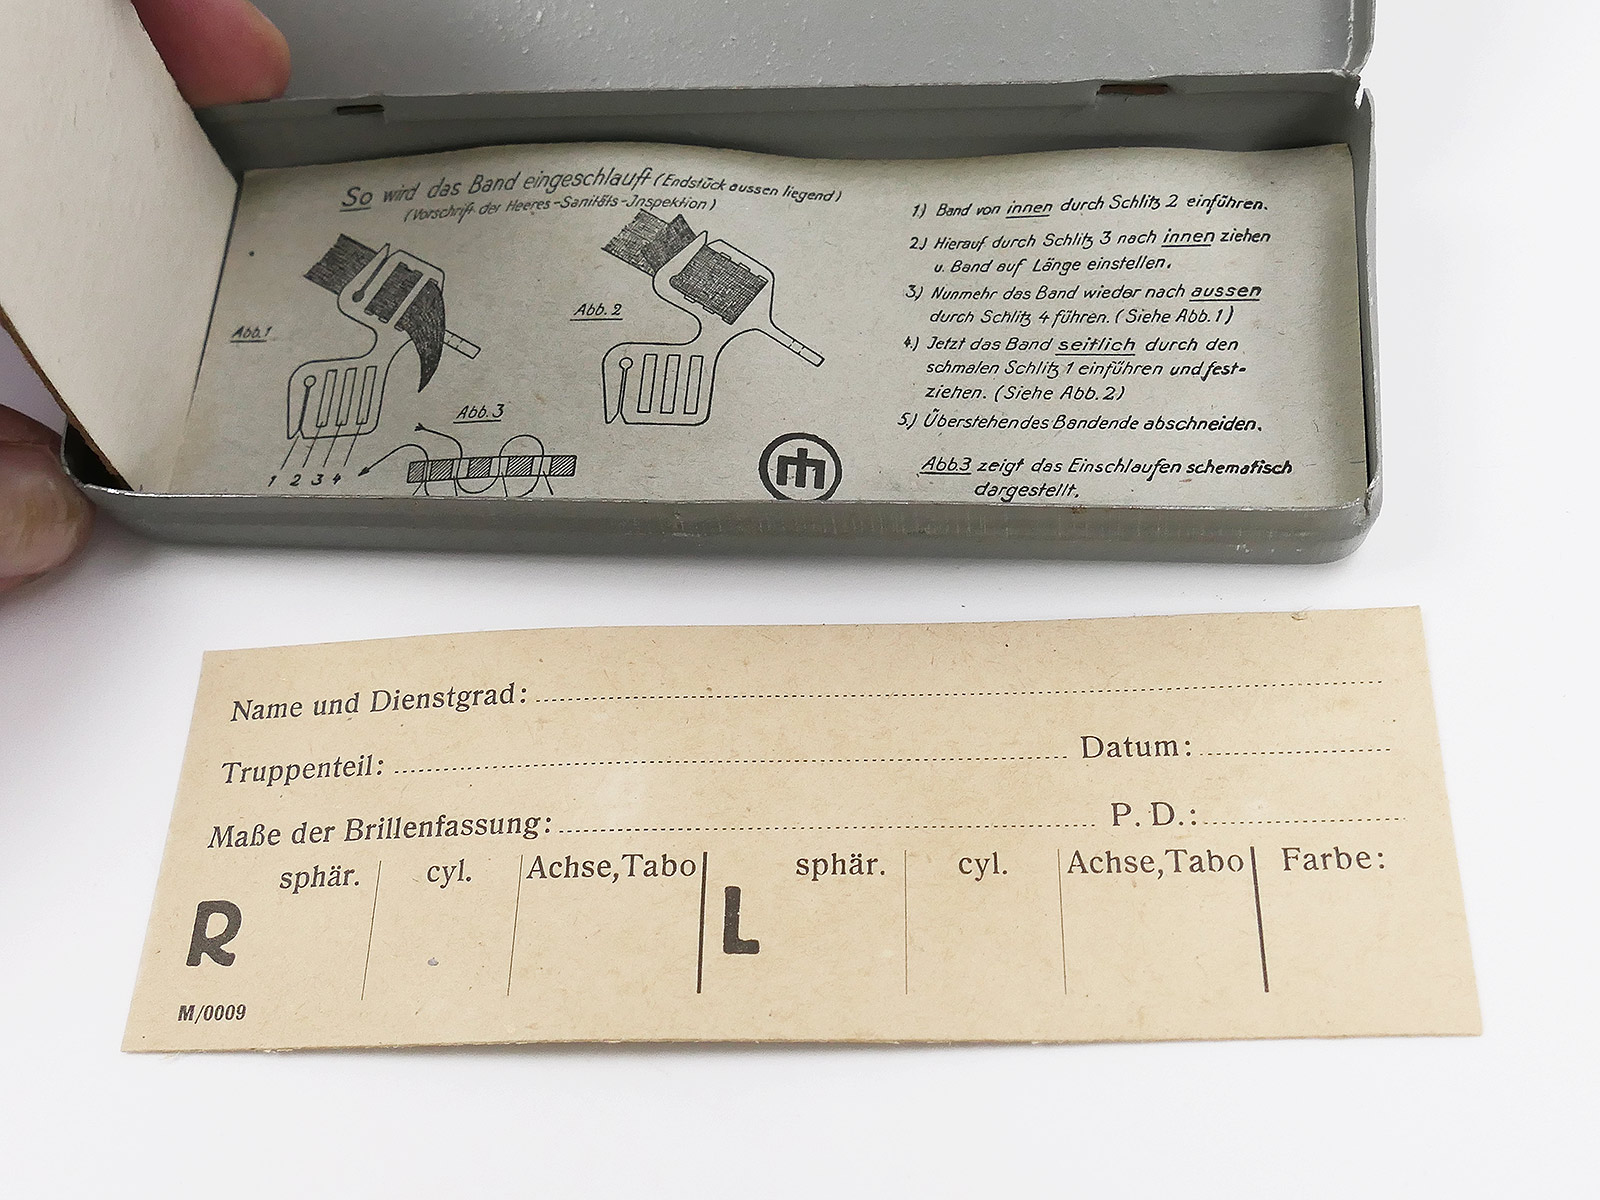 So wird das Band eingeschlauft (Endstück aussen liegend)
(Vorschrift der Heeres-Sanitäts-Inspektion)
Abb.1
1 2 3 4
Abb. 2
Abb. 3
1.) Band von innen durch Schlitz 2 einführen.
2.) Hierauf durch Schlitz 3 nach innen ziehen
u. Band auf Länge einstellen.
3.) Nunmehr das Band wieder nach aussen
durch Schlitz 4 führen. (Siehe Abb. 1)
4.) Jetzt das Band seitlich durch den
schmalen Schlitz 1 einführen und fest-
ziehen. (Siehe Abb. 2)
5.) Überstehendes Bandende abschneiden.
Abb.3 zeigt das Einschlaufen schematisch
dargestellt.
Name und Dienstgrad:
Truppenteil: Datum:
Maße der Brillenfassung: P. D.:
sphär. cyl. Achse,Tabo sphär. cyl. Achse,Tabo Farbe:
R L
M/0009